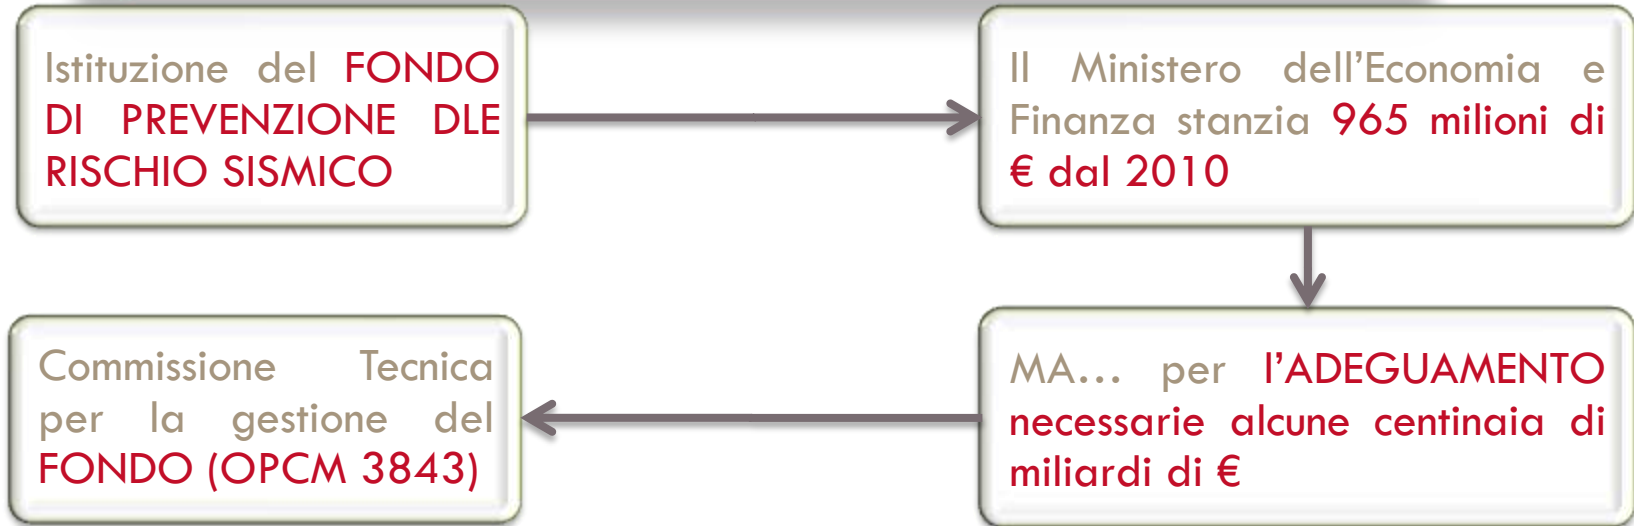 Istituzione del FONDO
DI PREVENZIONE DLE
RISCHIO SISMICO
Il Ministero dell'Economia e
Finanza stanzia 965 milioni di
€ dal 2010
MA... per l'ADEGUAMENTO
necessarie alcune centinaia di
miliardi di €
Commissione Tecnica
per la gestione del
FONDO (OPCM 3843)